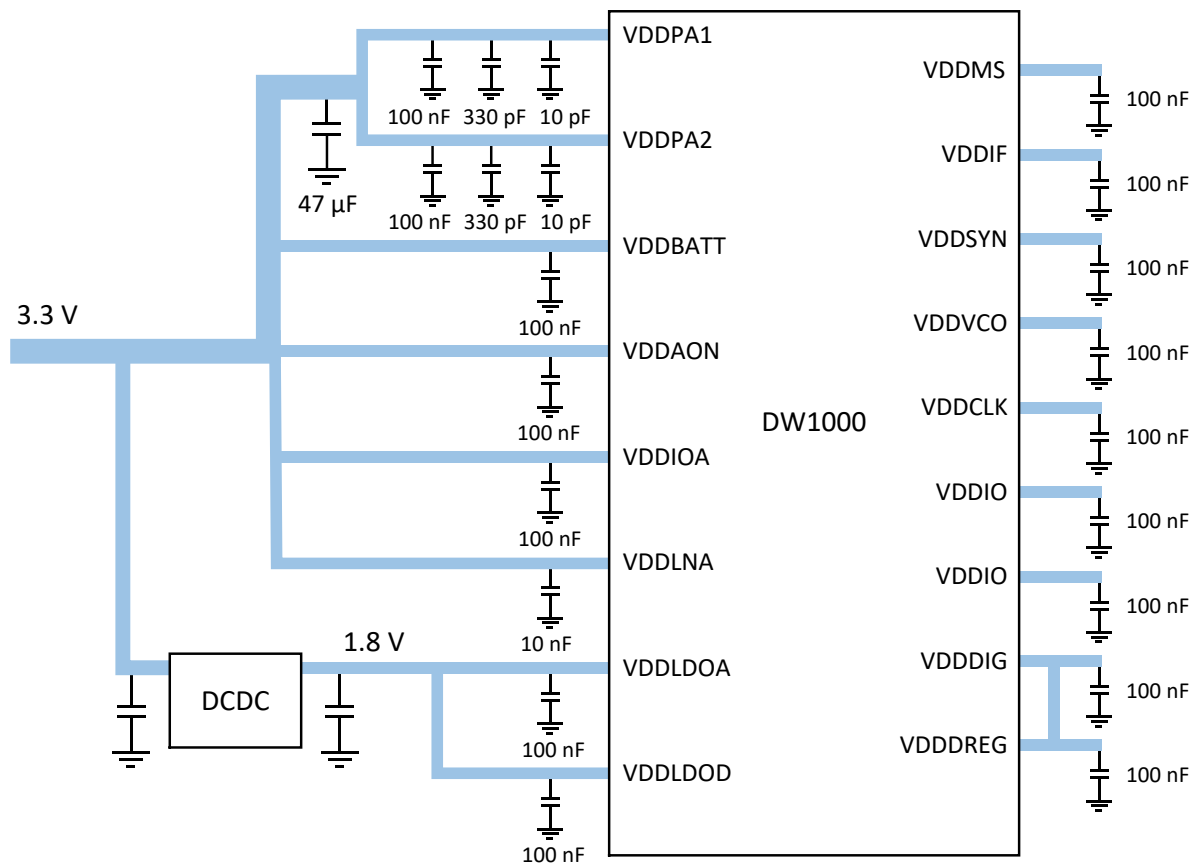 VDDPA1
100 nF 330 pF 10 pF
VDDPA2
47 µF
100 nF 330 pF 10 pF
VDDBATT
100 nF
3.3 V
VDDAON
100 nF
VDDIOA
100 nF
VDDLNA
10 nF
1.8 V
VDDLDOA
DCDC
100 nF
VDDLDOD
100 nF
DW1000
VDDMS
100 nF
VDDIF
100 nF
VDDSYN
100 nF
VDDVCO
100 nF
VDDCLK
100 nF
VDDIO
100 nF
VDDIO
100 nF
VDDDIG
100 nF
VDDDREG
100 nF